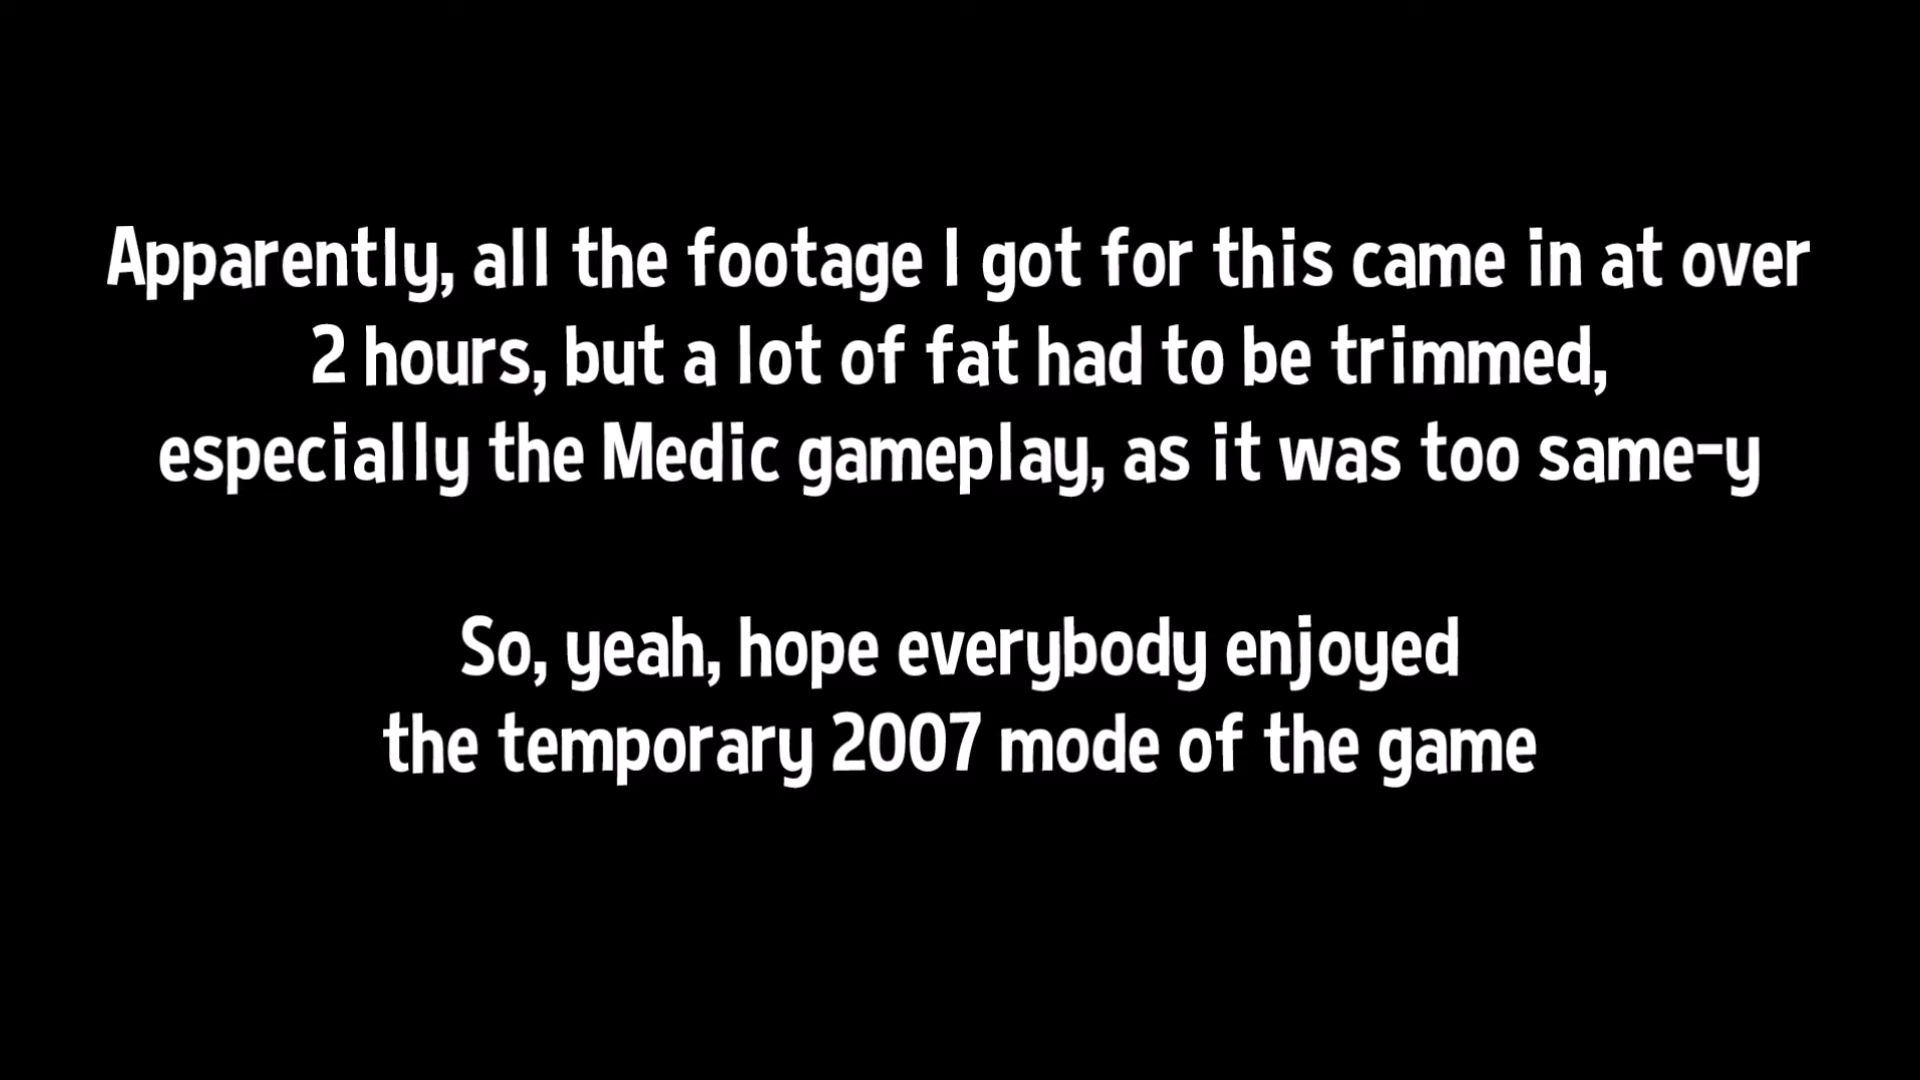 Apparently, all the footage I got for this came in at over
2 hours, but a lot of fat had to be trimmed,
especially the Medic gameplay, as it was too same-y
So, yeah, hope everybody enjoyed
the temporary 2007 mode of the game